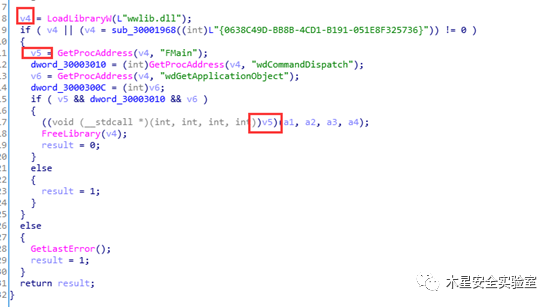 7
8 v4 = LoadLibraryW(L"wwlib.dll");
9 if ( v4 || (v4 = sub_30001968((int)L"{0638C49D-BB8B-4CD1-B191-051E8F325736}")) != 0 )
10 {
11 v5 = GetProcAddress(v4, "FMain");
12 dword_30003010 = (int)GetProcAddress(v4, "wdCommandDispatch");
13 v6 = GetProcAddress(v4, "wdGetApplicationObject");
14 dword_3000300C = (int)v6;
15 if ( v5 && dword_30003010 && v6 )
16 {
17 ((void (__stdcall *)(int, int, int, int))v5)(a1, a2, a3, a4);
18 FreeLibrary(v4);
19 result = 0;
20 }
21 else
22 {
23 result = 1;
24 }
25 }
26 else
27 {
28 GetLastError();
29 result = 1;
30 }
31 return result;
32 }
木星安全实验室